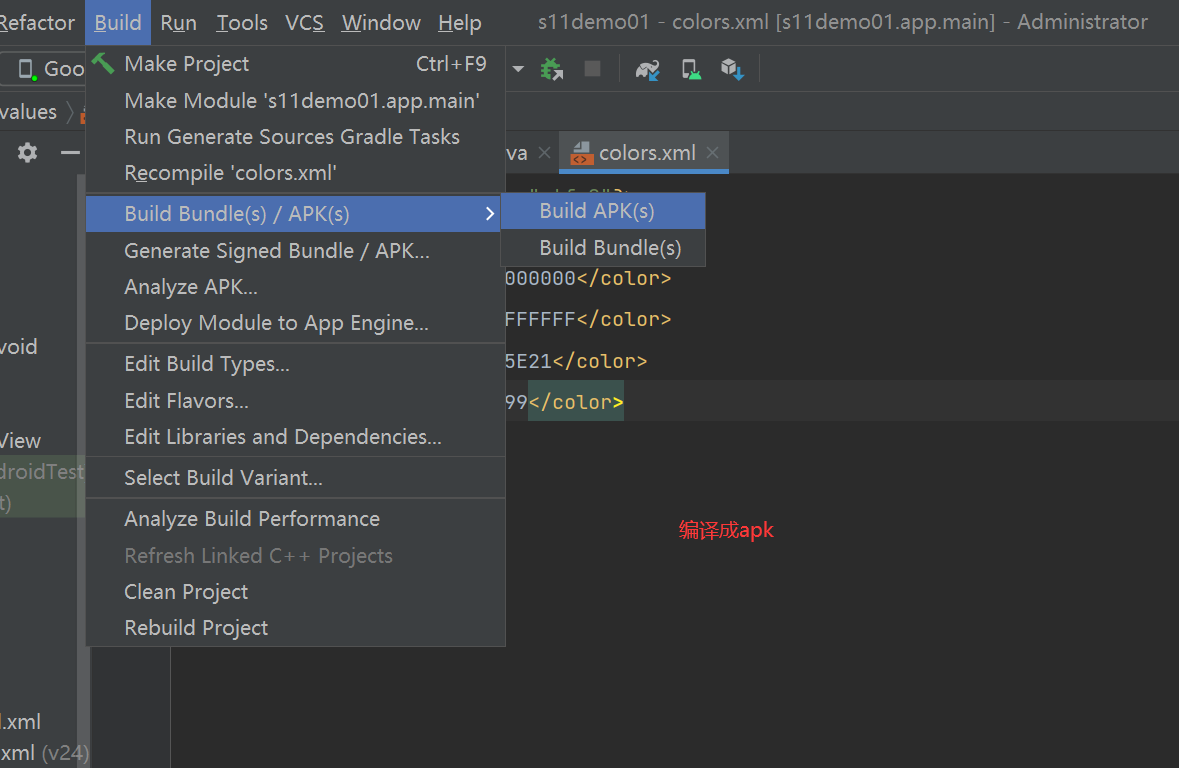 Refactor Build Run Tools VCS Window Help s11demo01 - colors.xml [s11demo01.app.main] - Administrator
Goo
values
Make Project Ctrl+F9
Make Module 's11demo01.app.main'
Run Generate Sources Gradle Tasks
Recompile 'colors.xml'
Build Bundle(s) / APK(s)
Generate Signed Bundle / APK...
Analyze APK...
Deploy Module to App Engine...
Edit Build Types...
Edit Flavors...
Edit Libraries and Dependencies...
Select Build Variant...
Analyze Build Performance
Refresh Linked C++ Projects
Clean Project
Rebuild Project
Build APK(s)
Build Bundle(s)
va colors.xml
000000</color>
FFFFFF</color>
5E21</color>
99</color>
编译成apk
void
View
droidTest
t)
.xml
xml (v24)